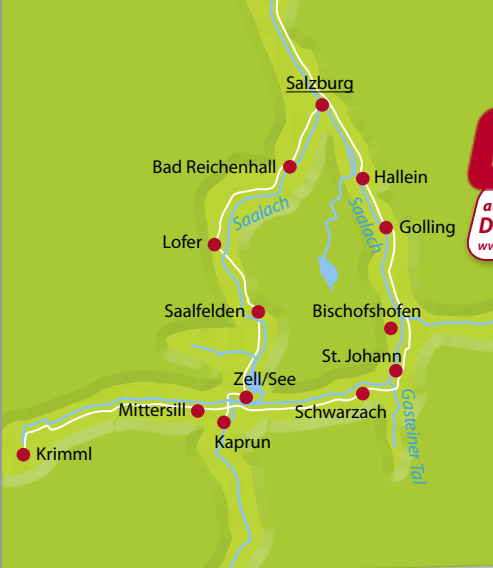 Salzburg
Bad Reichenhall
Hallein
Saalach
Saalach
Golling
Lofer
Saalfelden
Bischofshofen
St. Johann
Zell/See
Mittersill
Schwarzach
Gasteiner Tal
Kaprun
Krimml